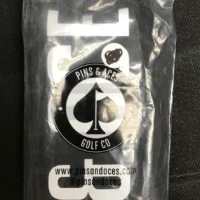 PINS & ACES
GOLF CO
www.pinsandaces.com
@pinsandaces